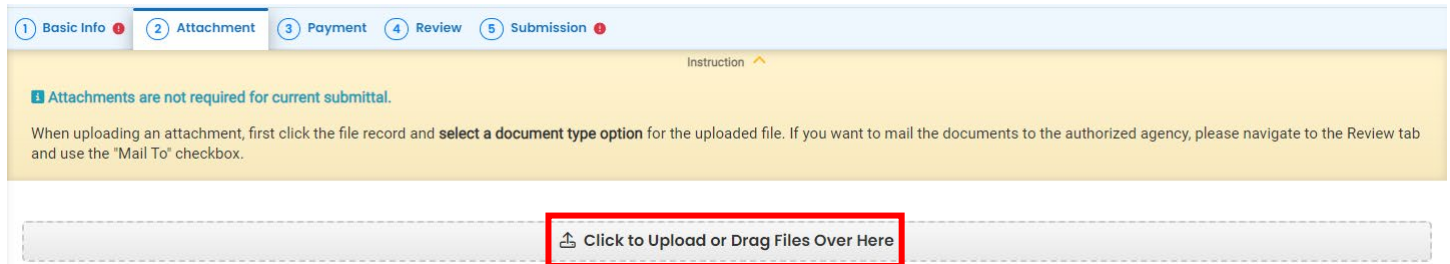 1 Basic Info 2 Attachment 3 Payment 4 Review 5 Submission
Instruction
Attachments are not required for current submittal.
When uploading an attachment, first click the file record and select a document type option for the uploaded file. If you want to mail the documents to the authorized agency, please navigate to the Review tab
and use the "Mail To" checkbox.
Click to Upload or Drag Files Over Here